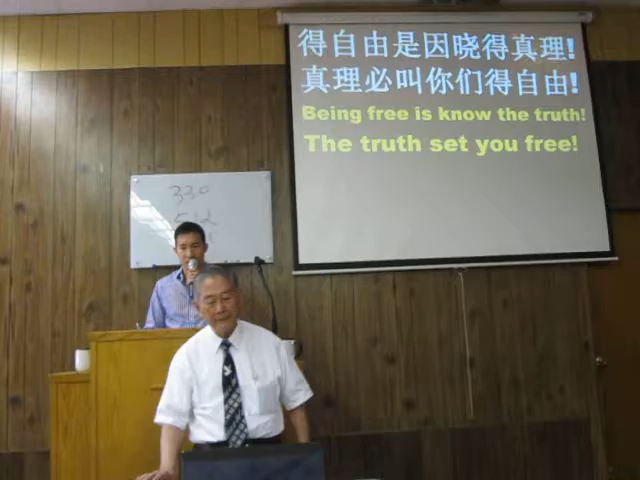 得自由是因晓得真理!
真理必叫你们得自由!
Being free is know the truth!
The truth set you free!
330